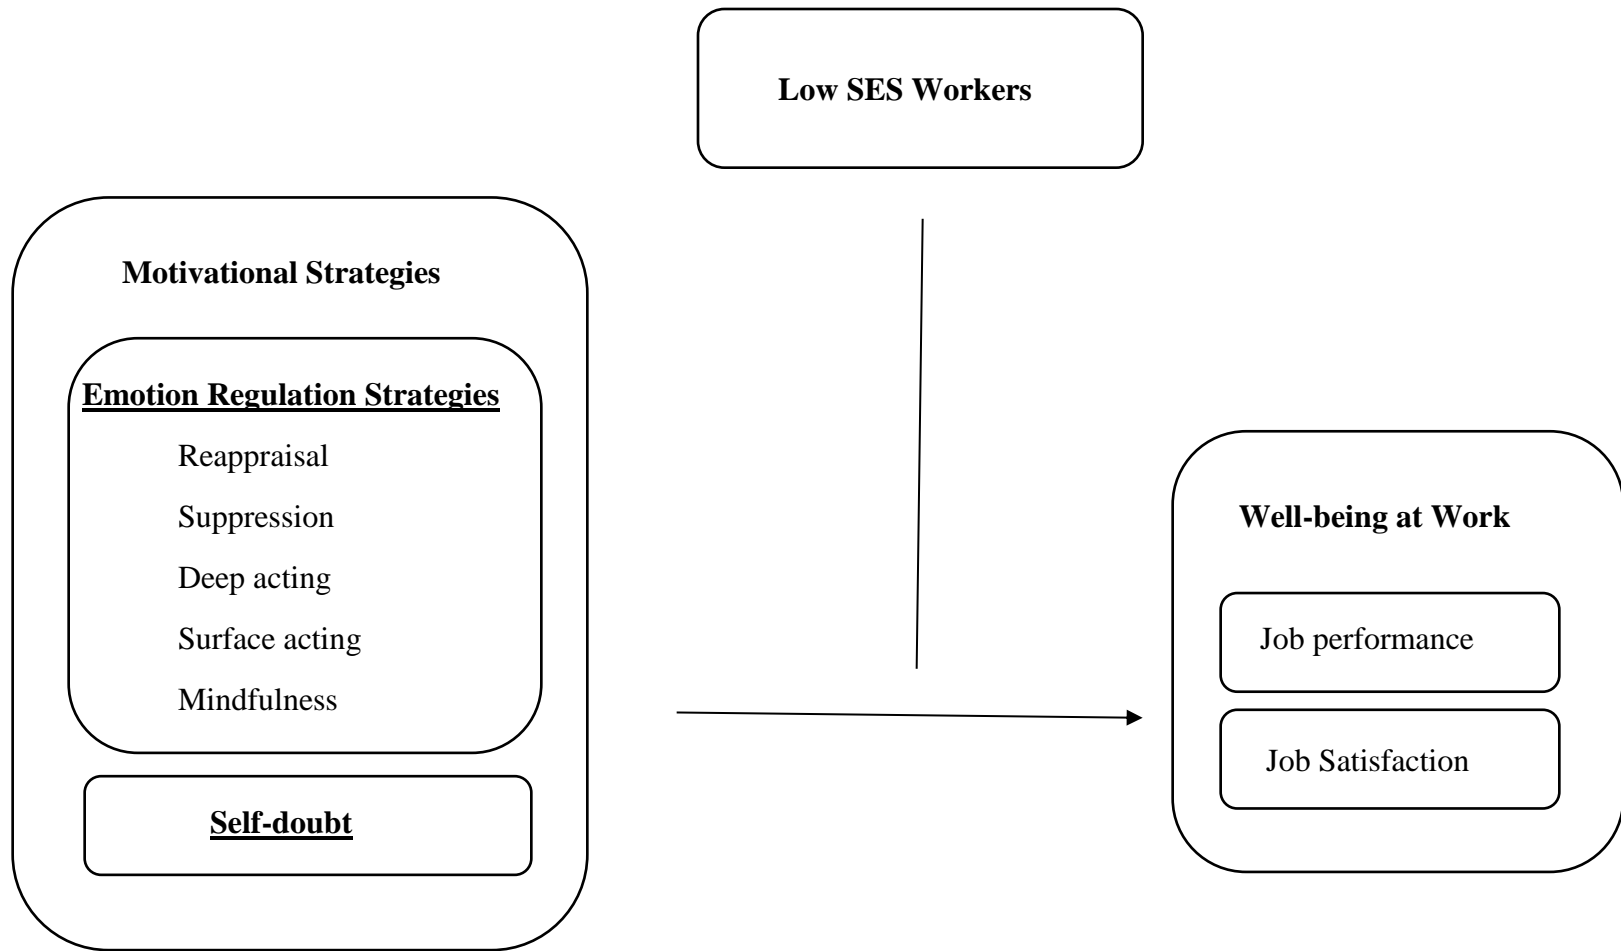 Low SES Workers
Motivational Strategies
Emotion Regulation Strategies
Reappraisal
Suppression
Deep acting
Surface acting
Mindfulness
Self-doubt
Well-being at Work
Job performance
Job Satisfaction